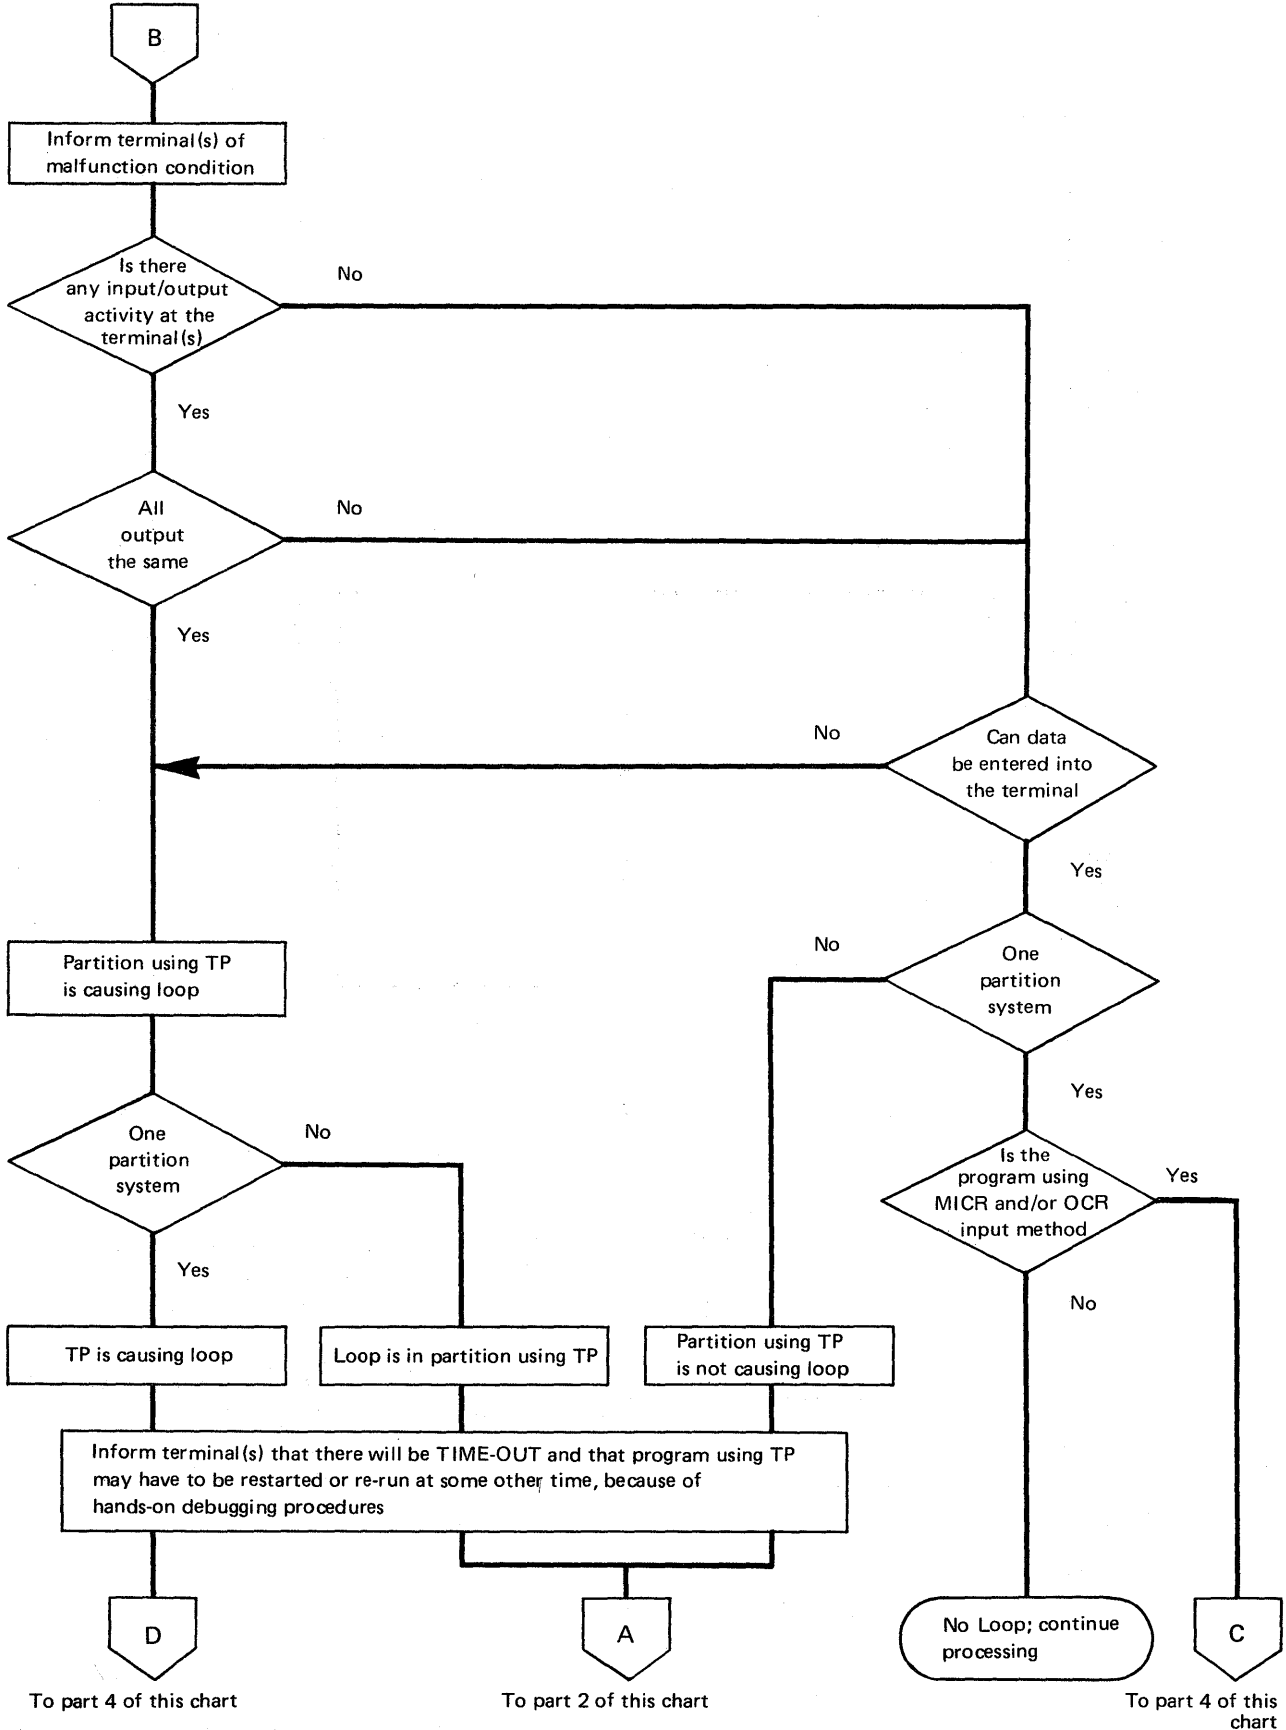 B
Inform terminal(s) of
malfunction condition
Is there
any input/output
activity at the
terminal(s)
No
Yes
All
output
the same
No
Yes
Can data
be entered into
the terminal
No
Yes
Partition using TP
is causing loop
One
partition
system
No
Yes
One
partition
system
No
Yes
Is the
program using
MICR and/or OCR
input method
Yes
No
TP is causing loop
Loop is in partition using TP
Partition using TP
is not causing loop
Inform terminal(s) that there will be TIME-OUT and that program using TP
may have to be restarted or re-run at some other time, because of
hands-on debugging procedures
D
To part 4 of this chart
A
To part 2 of this chart
No Loop; continue
processing
C
To part 4 of this
chart